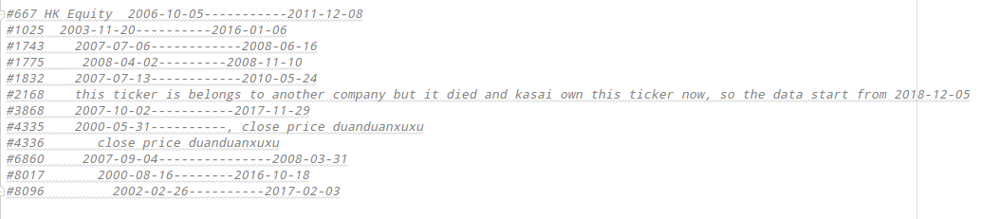 #667 HK Equity  2006-10-05-----------2011-12-08
#1025  2003-11-20----------2016-01-06
#1743    2007-07-06------------2008-06-16
#1775     2008-04-02---------2008-11-10
#1832    2007-07-13------------2010-05-24
#2168    this ticker is belongs to another company but it died and kasai own this ticker now, so the data start from 2018-12-05
#3868    2007-10-02-----------2017-11-29
#4335    2000-05-31----------, close price duanduanxuxu
#4336       close price duanduanxuxu
#6860     2007-09-04---------------2008-03-31
#8017       2000-08-16--------2016-10-18
#8096         2002-02-26----------2017-02-03